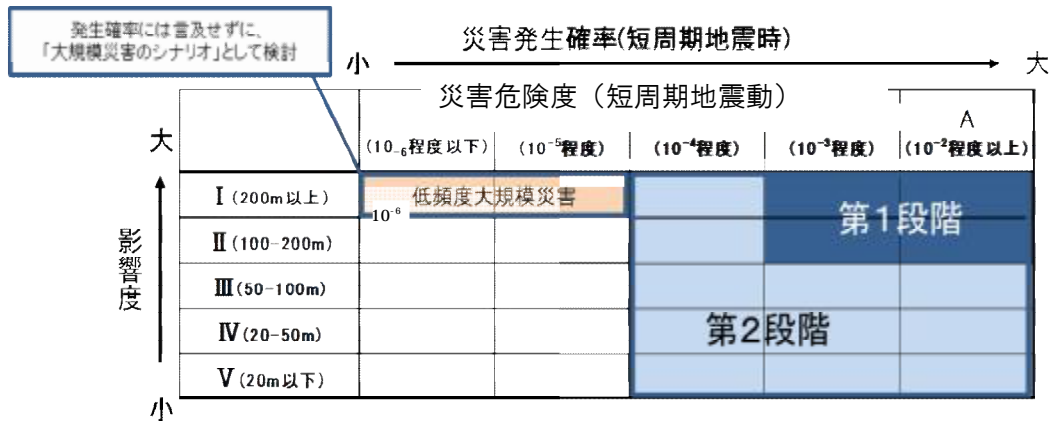 発生確率には言及せずに、
「大規模災害のシナリオ」として検討
災害発生確率(短周期地震時)
小
大
災害危険度（短周期地震動）
A
大
(10₋₆程度以下)
(10⁻⁵程度)
(10⁻⁴程度)
(10⁻³程度)
(10⁻²程度以上)
Ⅰ(200m以上)
低頻度大規模災害
10⁻⁶
第1段階
Ⅱ(100-200m)
影響度
Ⅲ(50-100m)
Ⅳ(20-50m)
第2段階
Ⅴ(20m以下)
小